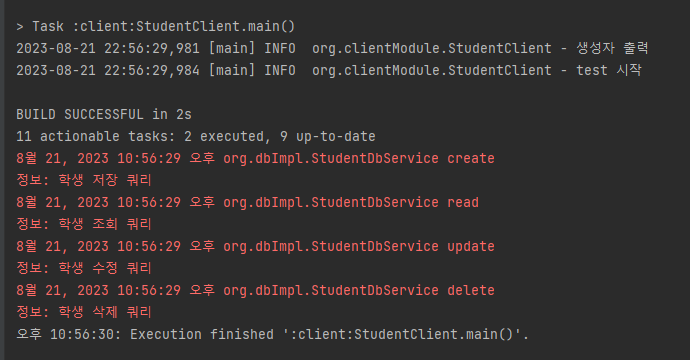 > Task :client:StudentClient.main()
2023-08-21 22:56:29,981 [main] INFO  org.clientModule.StudentClient - 생성자 출력
2023-08-21 22:56:29,984 [main] INFO  org.clientModule.StudentClient - test 시작
BUILD SUCCESSFUL in 2s
11 actionable tasks: 2 executed, 9 up-to-date
8월 21, 2023 10:56:29 오후 org.dbImpl.StudentDbService create
정보: 학생 저장 쿼리
8월 21, 2023 10:56:29 오후 org.dbImpl.StudentDbService read
정보: 학생 조회 쿼리
8월 21, 2023 10:56:29 오후 org.dbImpl.StudentDbService update
정보: 학생 수정 쿼리
8월 21, 2023 10:56:29 오후 org.dbImpl.StudentDbService delete
정보: 학생 삭제 쿼리
오후 10:56:30: Execution finished ':client:StudentClient.main()'.